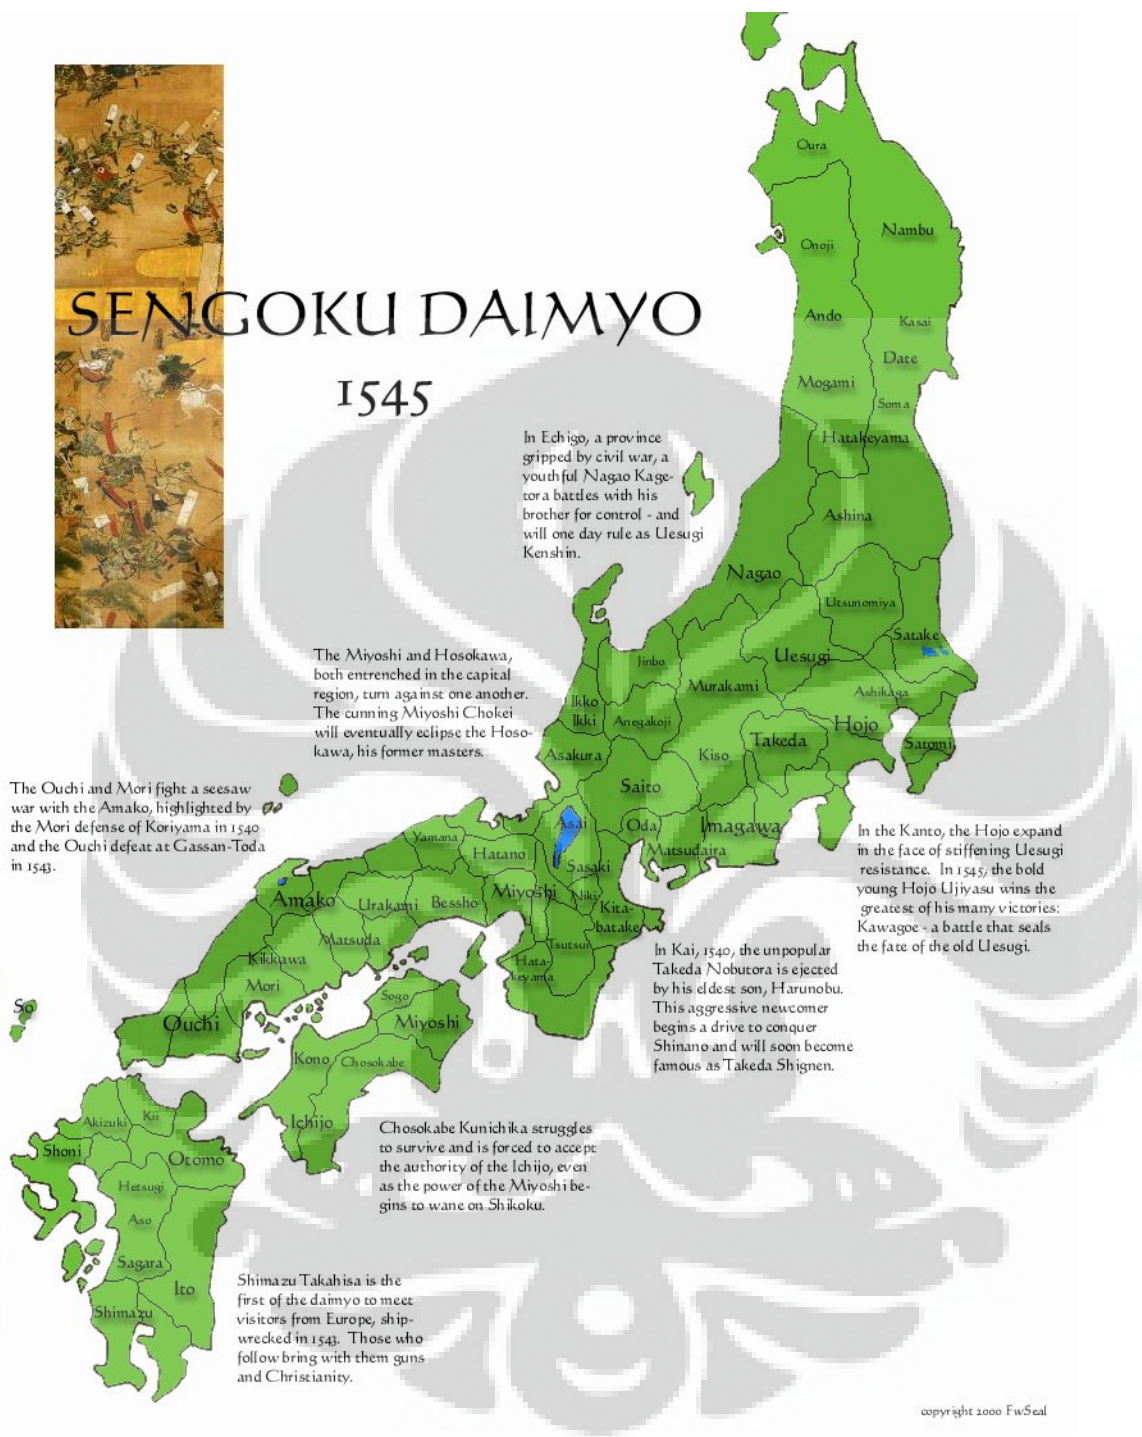 SENGOKU DAIMYO
1545
Oura
Nambu
Onoji
Ando
Kasai
Date
Mogami
Soma
Hatakeyama
In Echigo, a province
gripped by civil war, a
youthful Nagao Kage-
tora battles with his
brother for control - and
will one day rule as Uesugi
Kenshin.
Ashina
Nagao
Utsunomiya
Satake
Uesugi
Jinbo
Murakami
Ashikaga
Ikko
Ikki
Anegakoji
Hojo
Takeda
Satomi
Kiso
Asakura
Saito
The Miyoshi and Hosokawa,
both entrenched in the capital
region, turn against one another.
The cunning Miyoshi Chokei
will eventually eclipse the Hoso-
kawa, his former masters.
The Ouchi and Mori fight a seesaw
war with the Amako, highlighted by
the Mori defense of Koriyama in 1540
and the Ouchi defeat at Gassan-Toda
in 1543.
Asai
Oda
Imagawa
Matsudaira
Yamana
Hatano
Sasaki
In the Kanto, the Hojo expand
in the face of stiffening Uesugi
resistance. In 1545, the bold
young Hojo Ujiyasu wins the
greatest of his many victories:
Kawagoe - a battle that seals
the fate of the old Uesugi.
Amako
Urakami
Bessho
Miyoshi
Niki
Kita-
batake
Matsuda
Tsutsui
Hata-
keyama
Kikkawa
Mori
In Kai, 1540, the unpopular
Takeda Nobutora is ejected
by his eldest son, Harunobu.
This aggressive newcomer
begins a drive to conquer
Shinano and will soon become
famous as Takeda Shignen.
So
Ouchi
Sogo
Miyoshi
Kono
Chosokabe
Ichijo
Chosokabe Kunichika struggles
to survive and is forced to accept
the authority of the Ichijo, even
as the power of the Miyoshi be-
gins to wane on Shikoku.
Akizuki
Kii
Shoni
Otomo
Hetsugi
Aso
Sagara
Ito
Shimazu
Shimazu Takahisa is the
first of the daimyo to meet
visitors from Europe, ship-
wrecked in 1543. Those who
follow bring with them guns
and Christianity.
copyright 2000 FwSeal